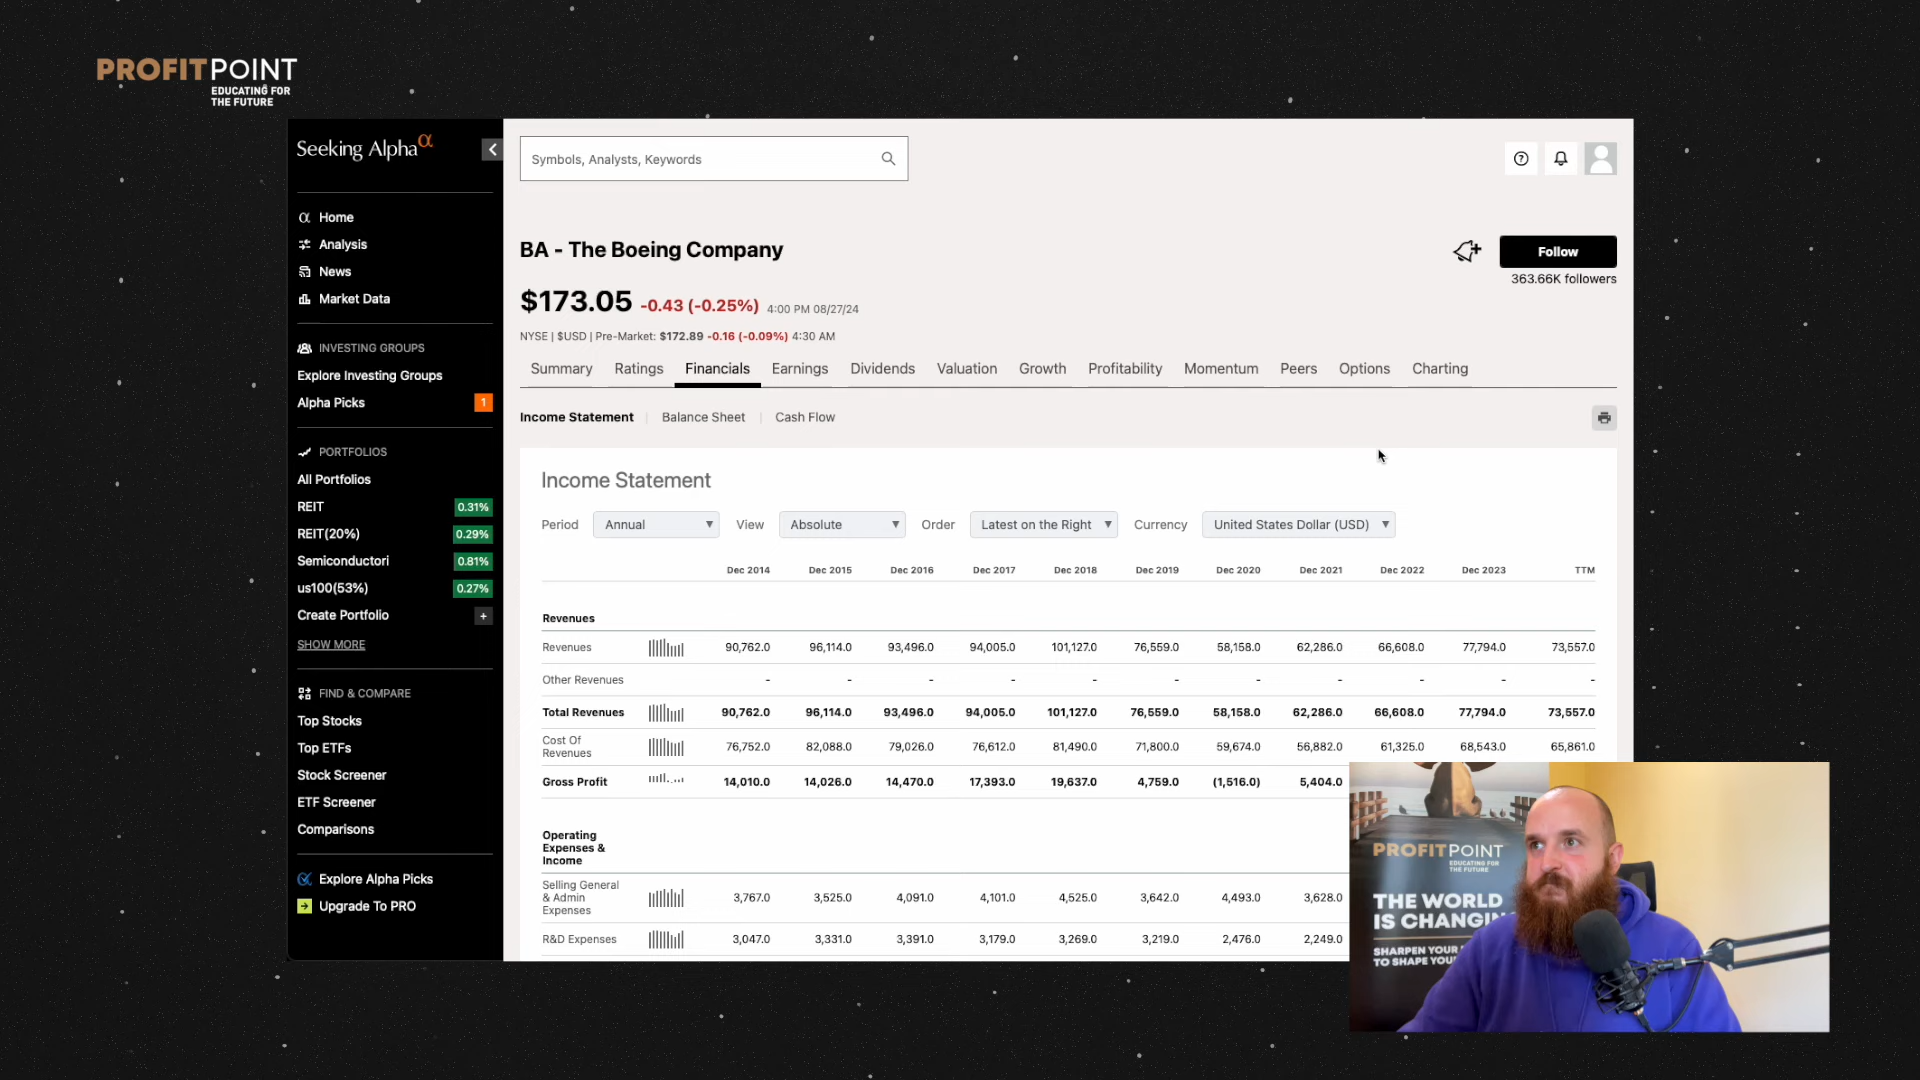 PROFITPOINT
EDUCATING FOR
THE FUTURE
Seeking Alpha α
Symbols, Analysts, Keywords
Home
Analysis
News
Market Data
INVESTING GROUPS
Explore Investing Groups
Alpha Picks 1
PORTFOLIOS
All Portfolios
REIT 0.31%
REIT(20%) 0.29%
Semiconductori 0.81%
us100(53%) 0.27%
Create Portfolio +
SHOW MORE
FIND & COMPARE
Top Stocks
Top ETFs
Stock Screener
ETF Screener
Comparisons
Explore Alpha Picks
Upgrade To PRO
BA - The Boeing Company
Follow
363.66K followers
$173.05 -0.43 (-0.25%) 4:00 PM 08/27/24
NYSE | $USD | Pre-Market: $172.89 -0.16 (-0.09%) 4:30 AM
Summary Ratings Financials Earnings Dividends Valuation Growth Profitability Momentum Peers Options Charting
Income Statement | Balance Sheet | Cash Flow
Income Statement
Period Annual View Absolute Order Latest on the Right Currency United States Dollar (USD)
Dec 2014 Dec 2015 Dec 2016 Dec 2017 Dec 2018 Dec 2019 Dec 2020 Dec 2021 Dec 2022 Dec 2023 TTM
Revenues
Revenues 90,762.0 96,114.0 93,496.0 94,005.0 101,127.0 76,559.0 58,158.0 62,286.0 66,608.0 77,794.0 73,557.0
Other Revenues - - - - - - - - - - -
Total Revenues 90,762.0 96,114.0 93,496.0 94,005.0 101,127.0 76,559.0 58,158.0 62,286.0 66,608.0 77,794.0 73,557.0
Cost Of
Revenues 76,752.0 82,088.0 79,026.0 76,612.0 81,490.0 71,800.0 59,674.0 56,882.0 61,325.0 68,543.0 65,861.0
Gross Profit 14,010.0 14,026.0 14,470.0 17,393.0 19,637.0 4,759.0 (1,516.0) 5,404.0
Operating
Expenses &
Income
Selling General
& Admin
Expenses 3,767.0 3,525.0 4,091.0 4,101.0 4,525.0 3,642.0 4,493.0 3,628.0
R&D Expenses 3,047.0 3,331.0 3,391.0 3,179.0 3,269.0 3,219.0 2,476.0 2,249.0
PROFITPOINT
EDUCATING FOR
THE FUTURE
THE WORLD
IS CHANGIN
SHARPEN YOUR
TO SHAPE YOU